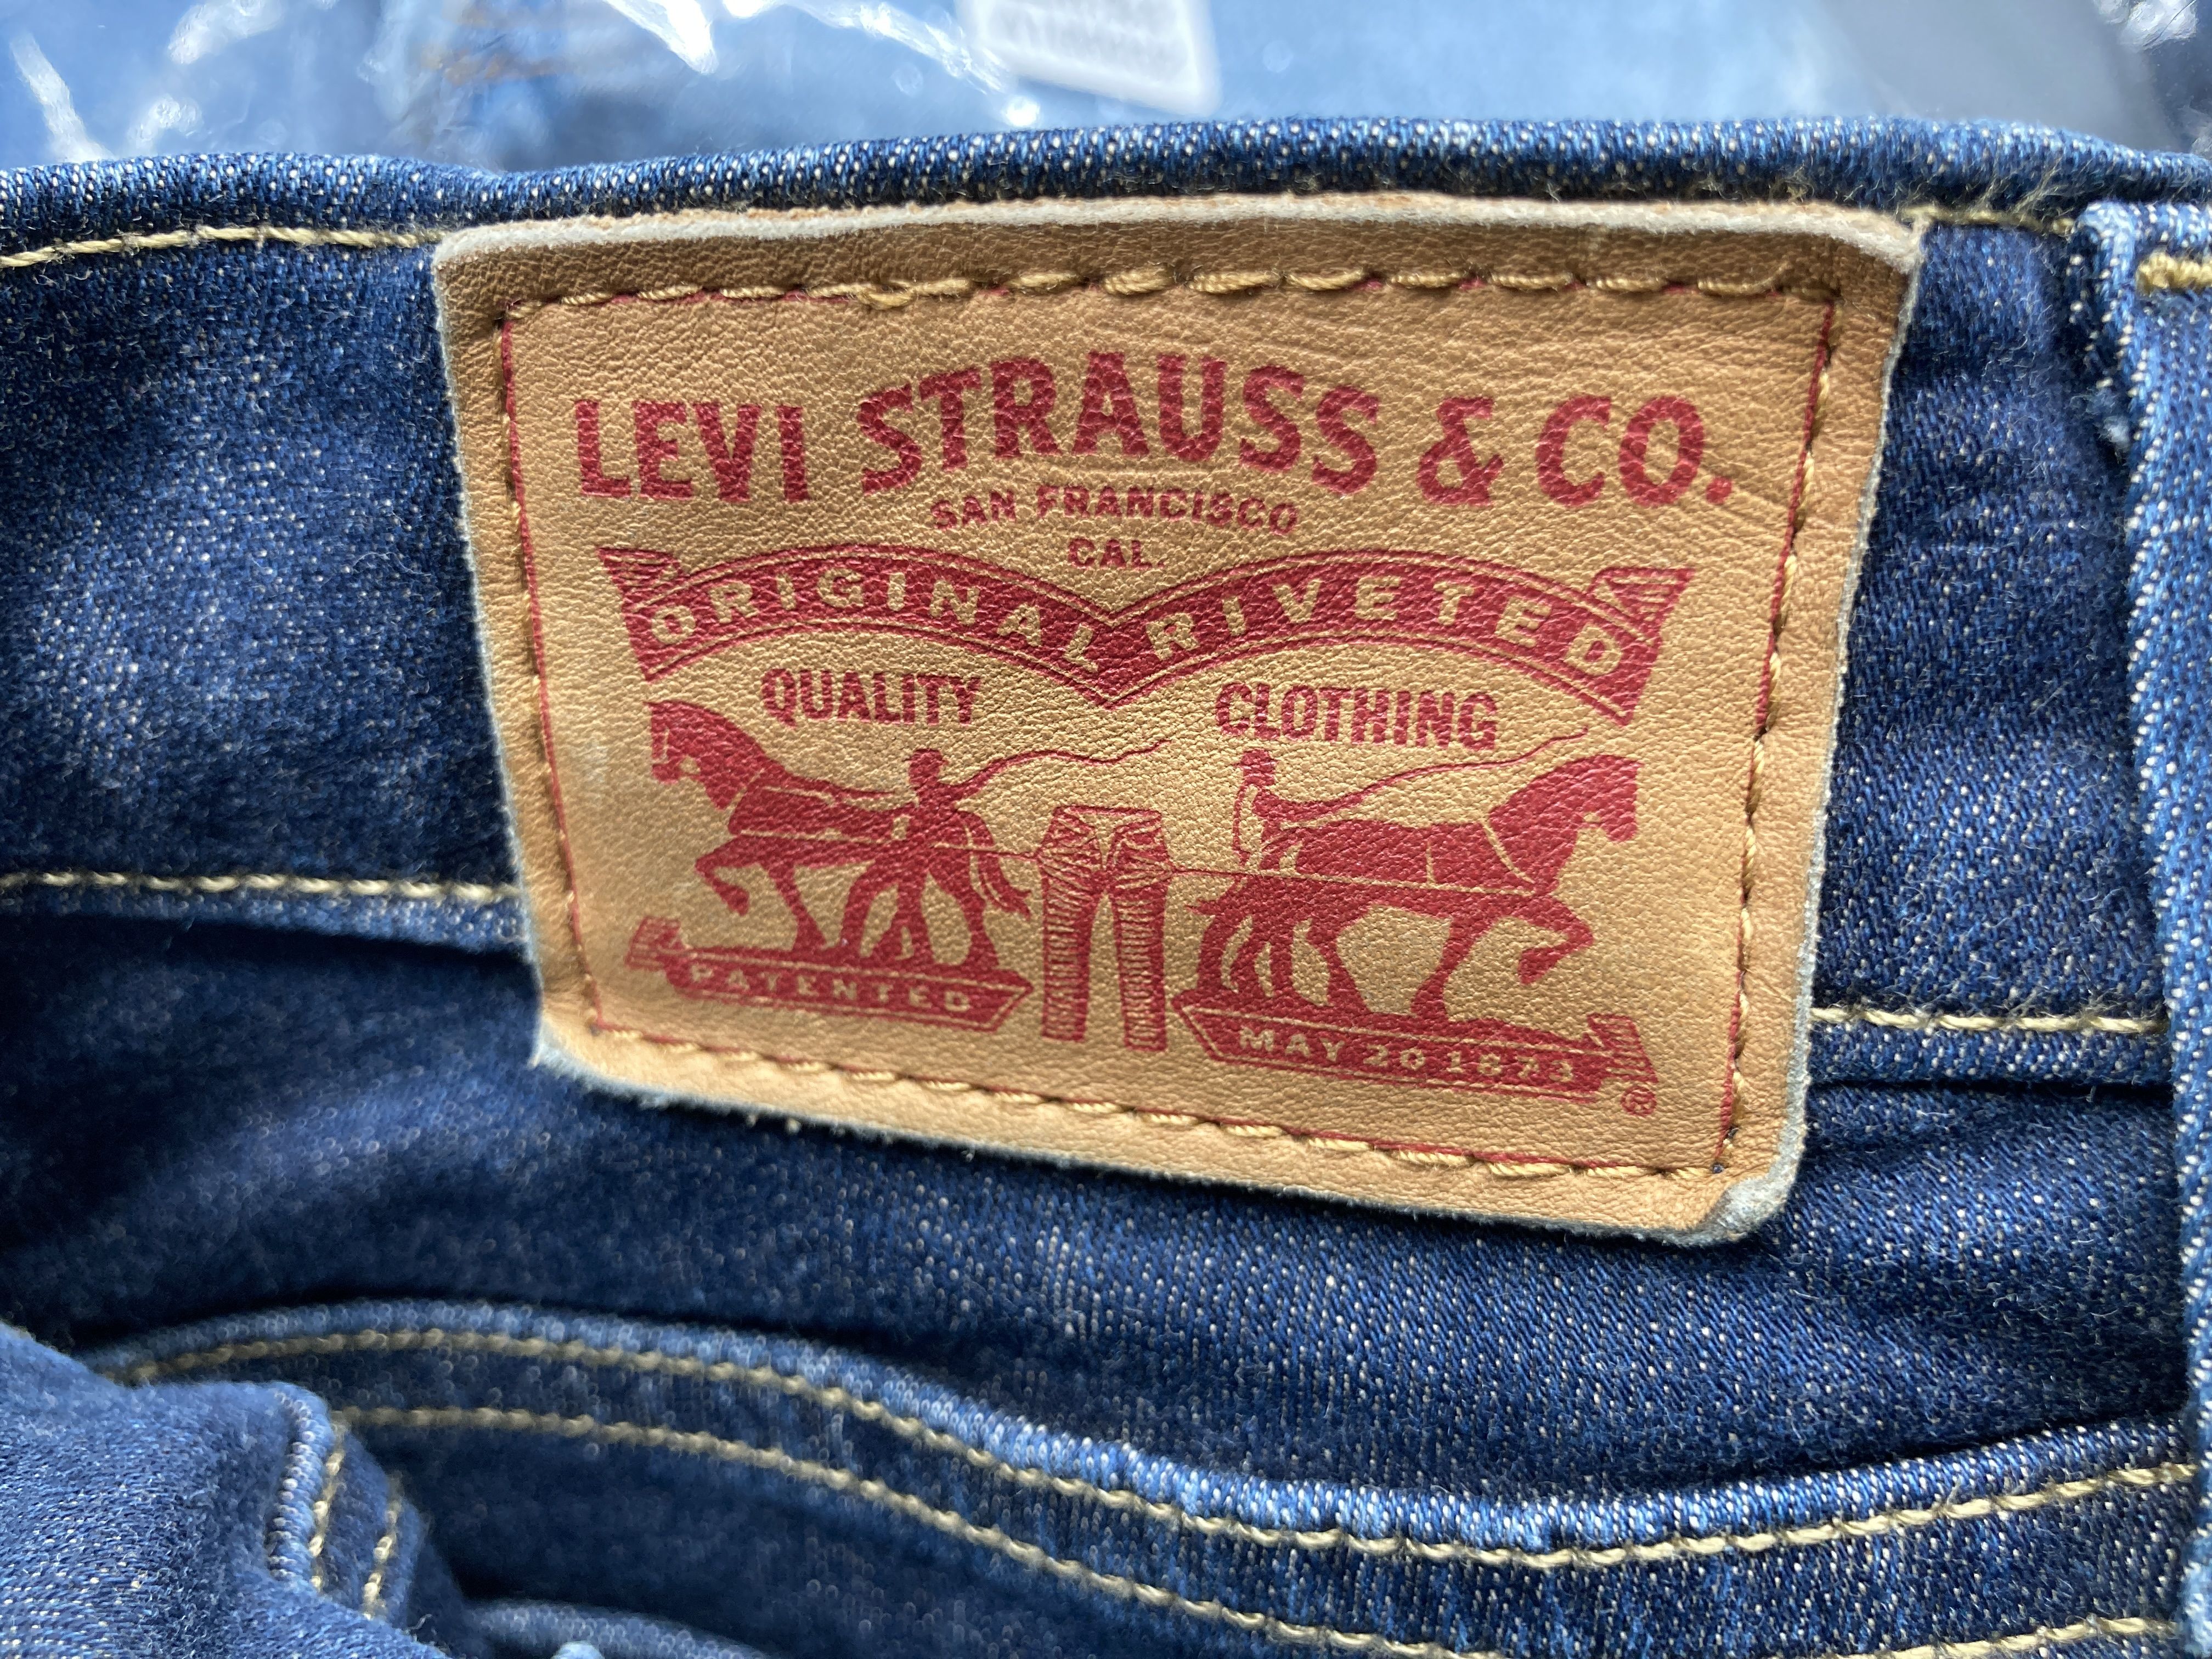 LEVI STRAUSS & CO.
SAN FRANCISCO
CAL.
ORIGINAL RIVETED
QUALITY CLOTHING
PATENTED MAY 20 1873
®